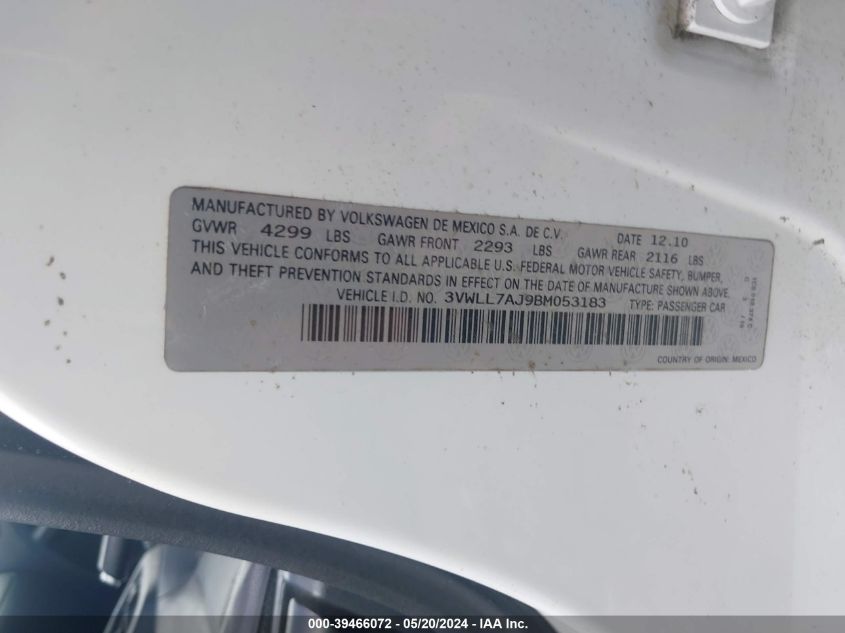 MANUFACTURED BY VOLKSWAGEN DE MEXICO S.A. DE C.V. DATE 12.10
GVWR 4299 LBS GAWR FRONT 2293 LBS GAWR REAR 2116 LBS
THIS VEHICLE CONFORMS TO ALL APPLICABLE U.S. FEDERAL MOTOR VEHICLE SAFETY, BUMPER,
AND THEFT PREVENTION STANDARDS IN EFFECT ON THE DATE OF MANUFACTURE SHOWN ABOVE.
VEHICLE I.D. NO. 3VWLL7AJ9BM053183 TYPE: PASSENGER CAR
COUNTRY OF ORIGIN: MEXICO
000-39466072 - 05/20/2024 - IAA Inc.